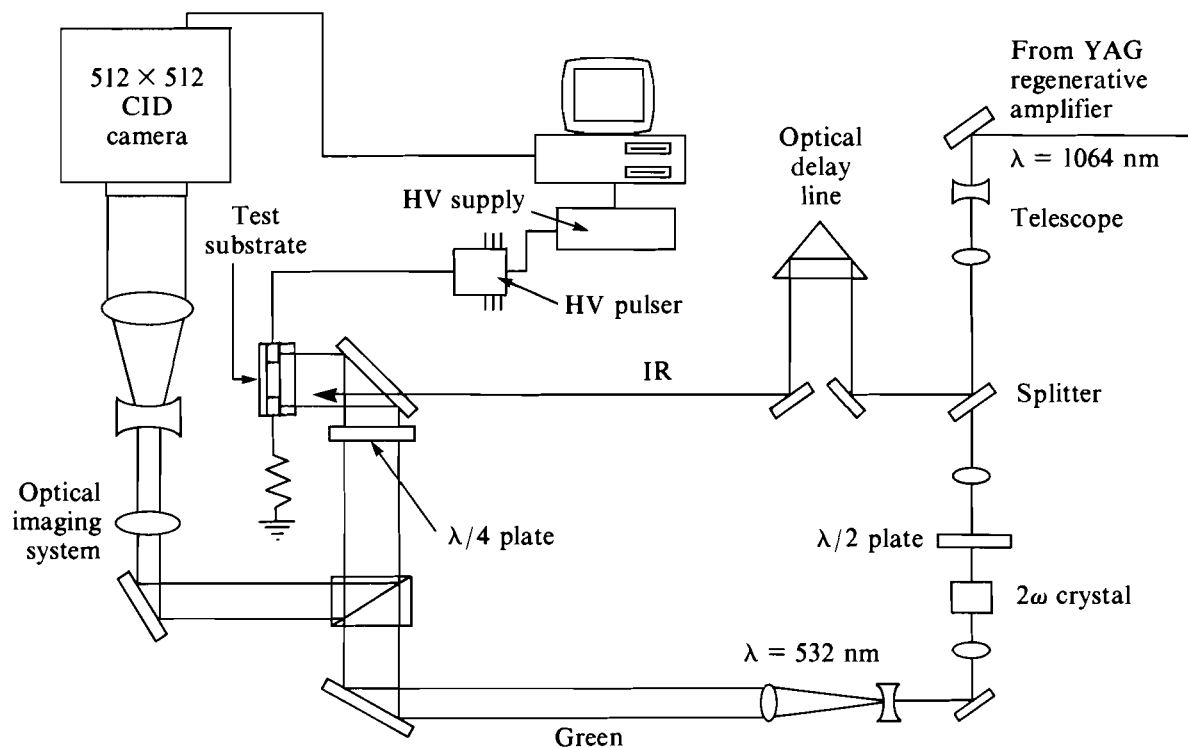 512 × 512
CID
camera
From YAG
regenerative
amplifier
λ = 1064 nm
Optical
delay
line
Telescope
HV supply
Test
substrate
HV pulser
IR
Splitter
Optical
imaging
system
λ/4 plate
λ/2 plate
2ω crystal
λ = 532 nm
Green